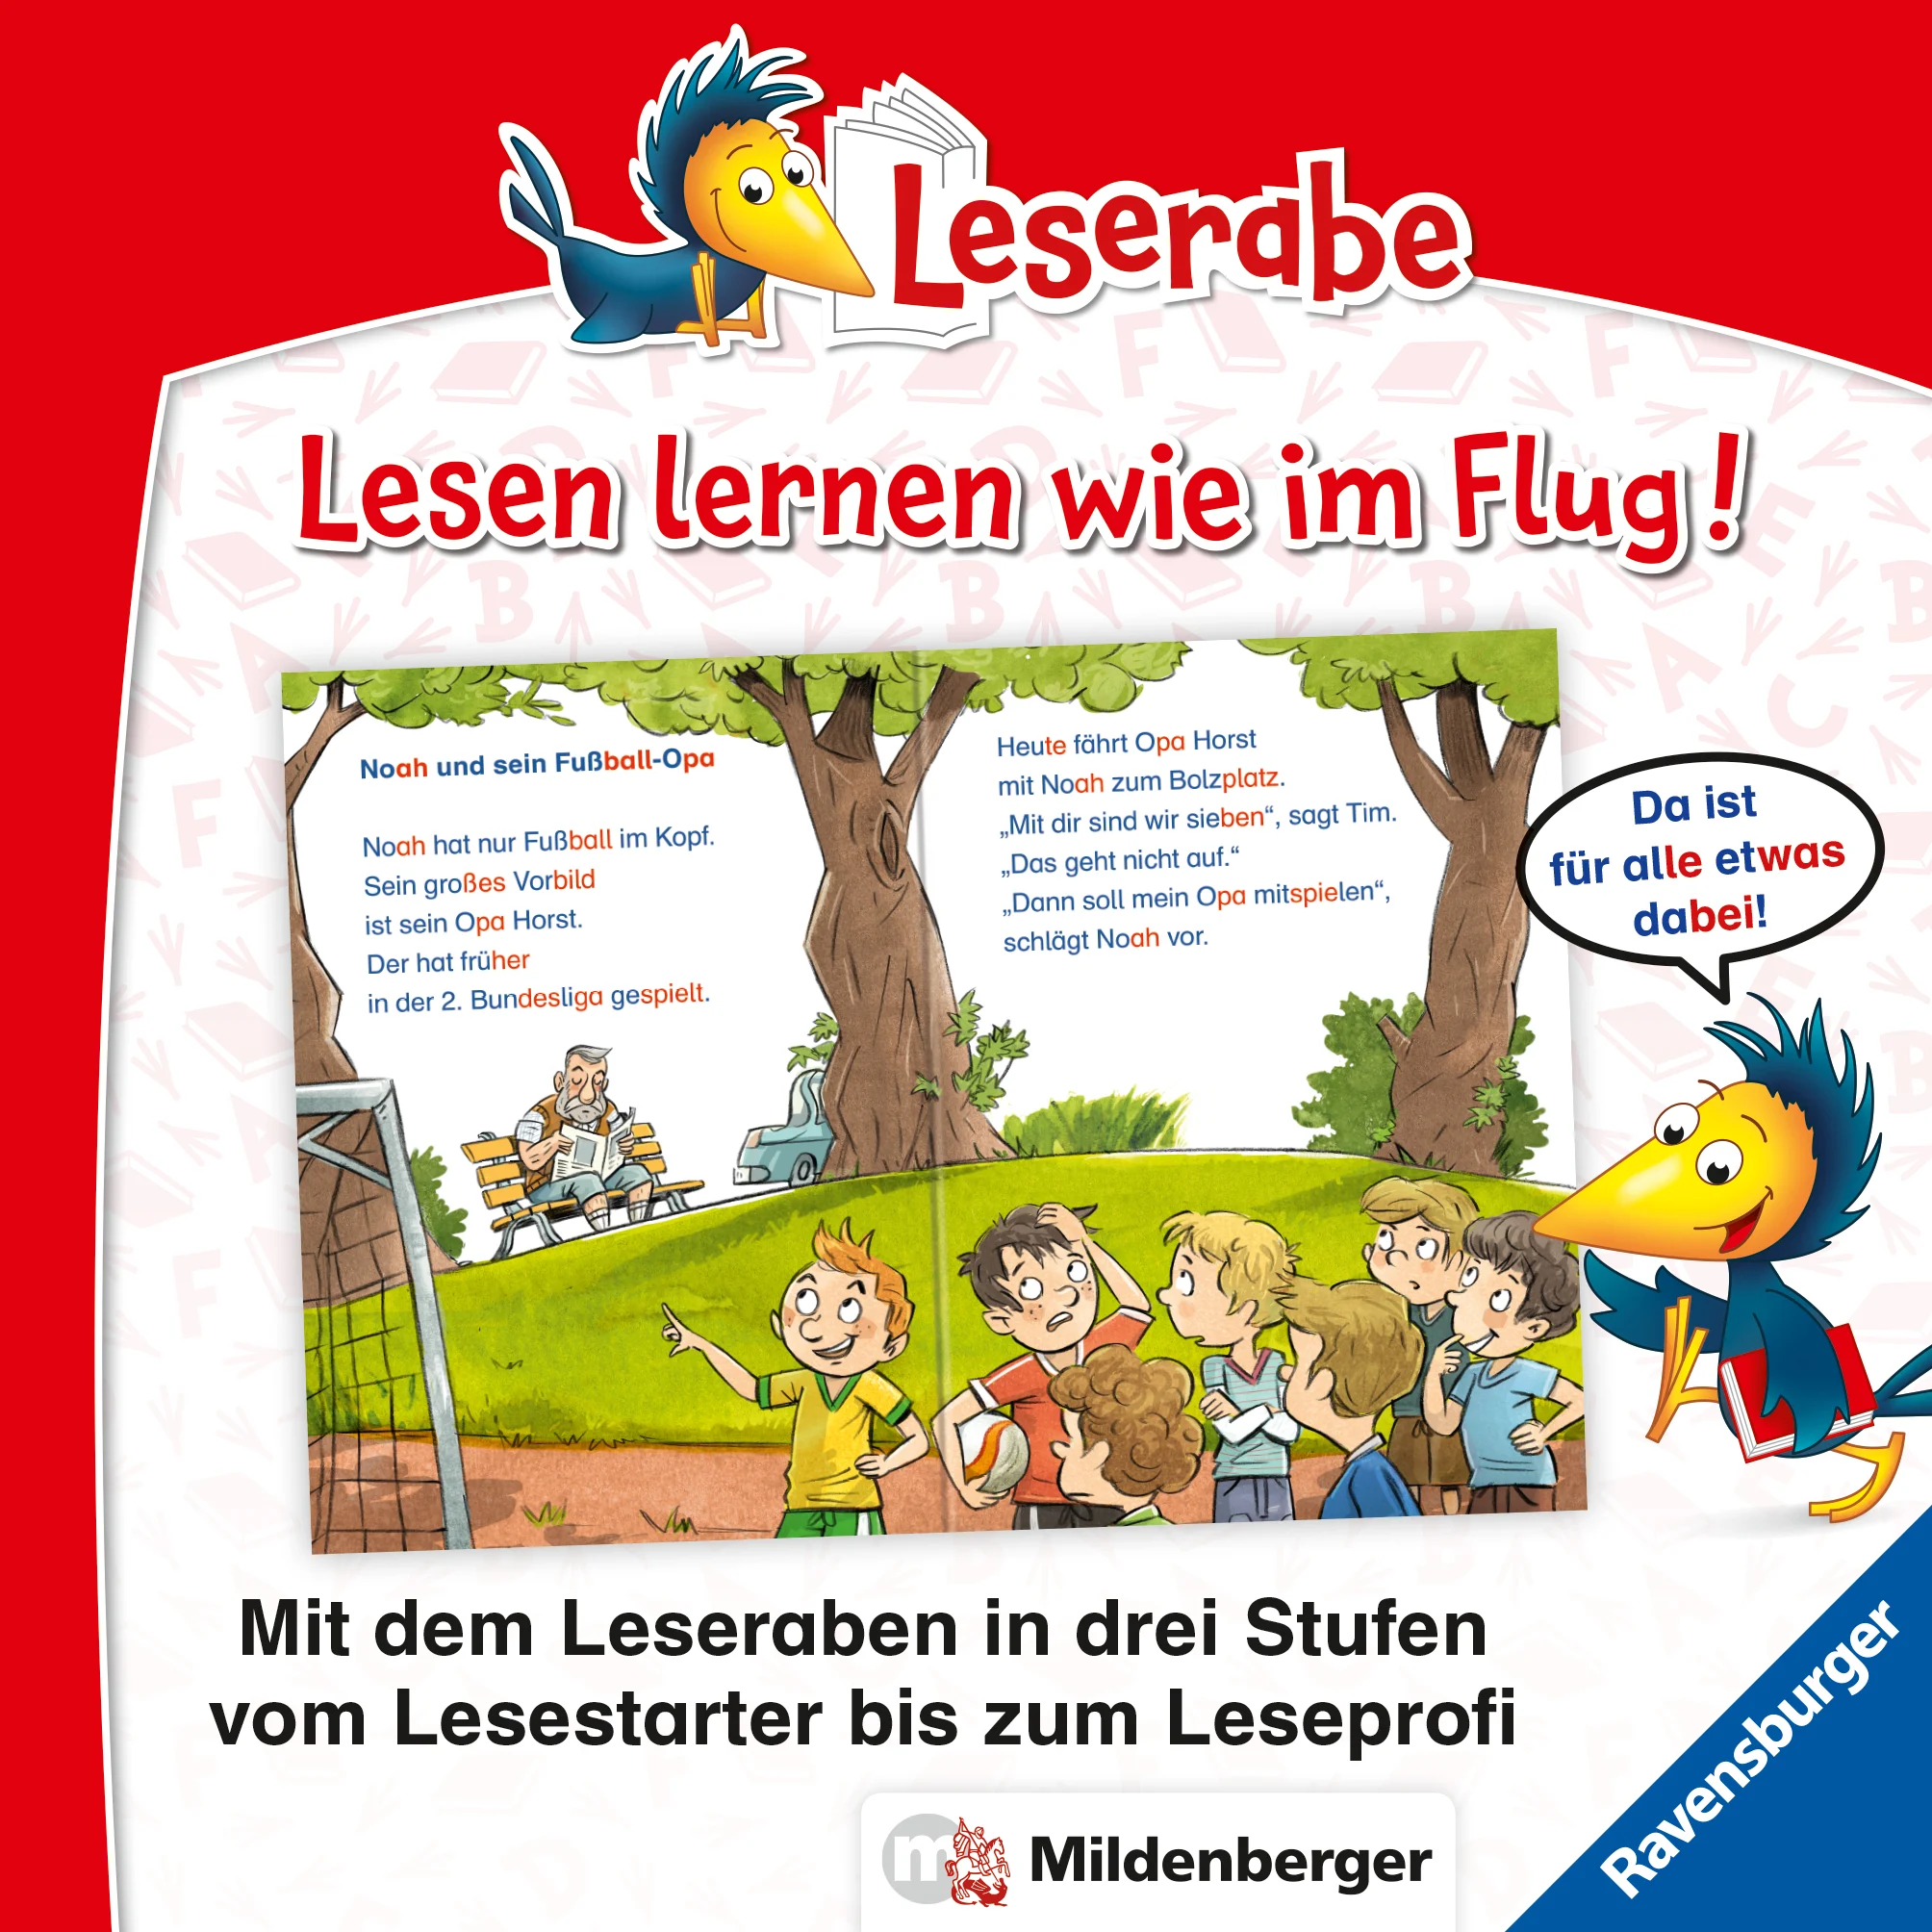 Leserabe
Lesen lernen wie im Flug!
Noah und sein Fußball-Opa
Noah hat nur Fußball im Kopf.
Sein großes Vorbild
ist sein Opa Horst.
Der hat früher
in der 2. Bundesliga gespielt.
Heute fährt Opa Horst
mit Noah zum Bolzplatz.
„Mit dir sind wir sieben“, sagt Tim.
„Das geht nicht auf.“
„Dann soll mein Opa mitspielen“,
schlägt Noah vor.
Da ist
für alle etwas
dabei!
Mit dem Leseraben in drei Stufen
vom Lesestarter bis zum Leseprofi
m Mildenberger
Ravensburger